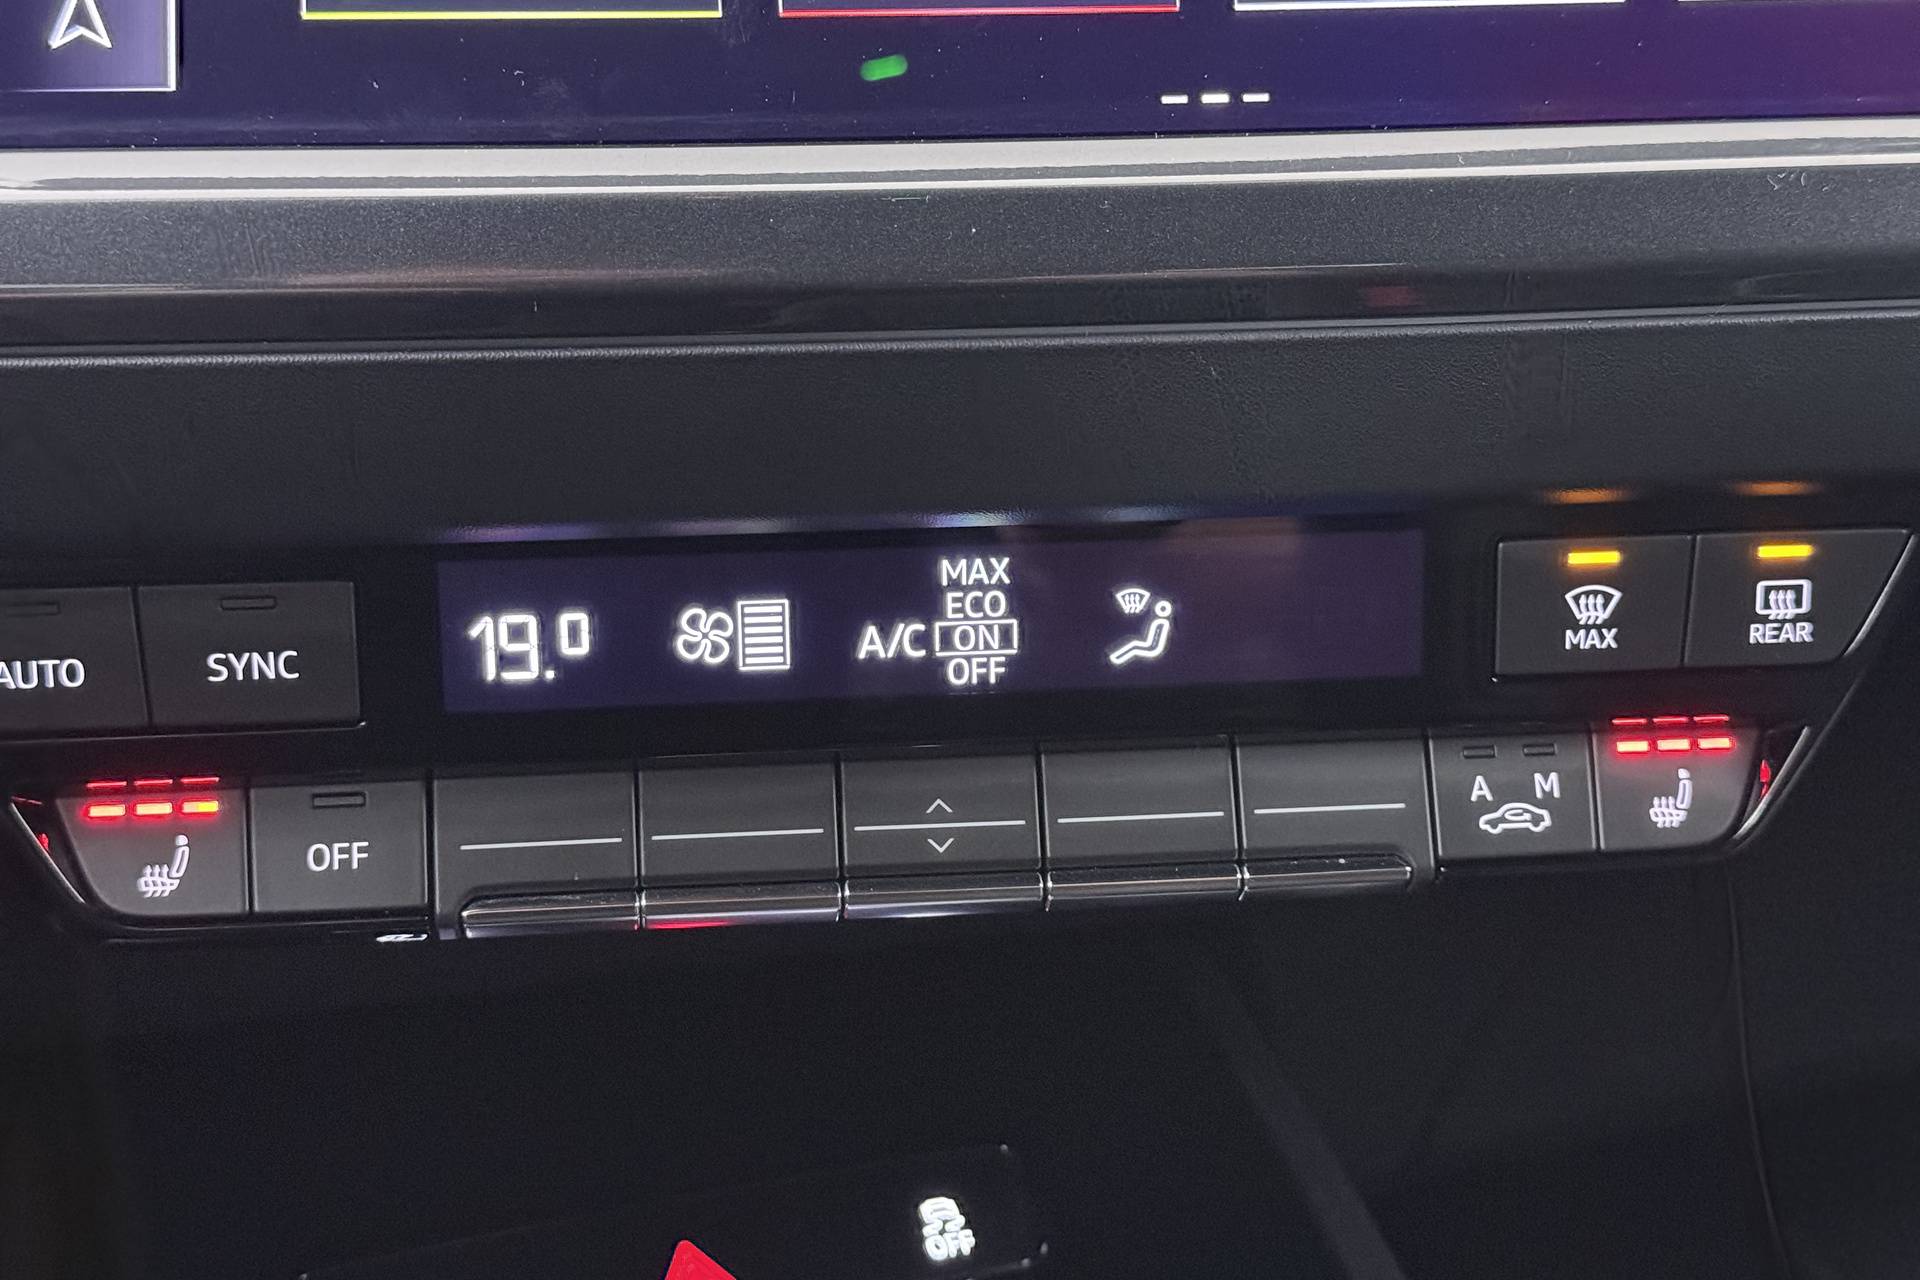 MAX
ECO
19.0 A/C ON
OFF
MAX
REAR
AUTO
SYNC
OFF
A M
OFF